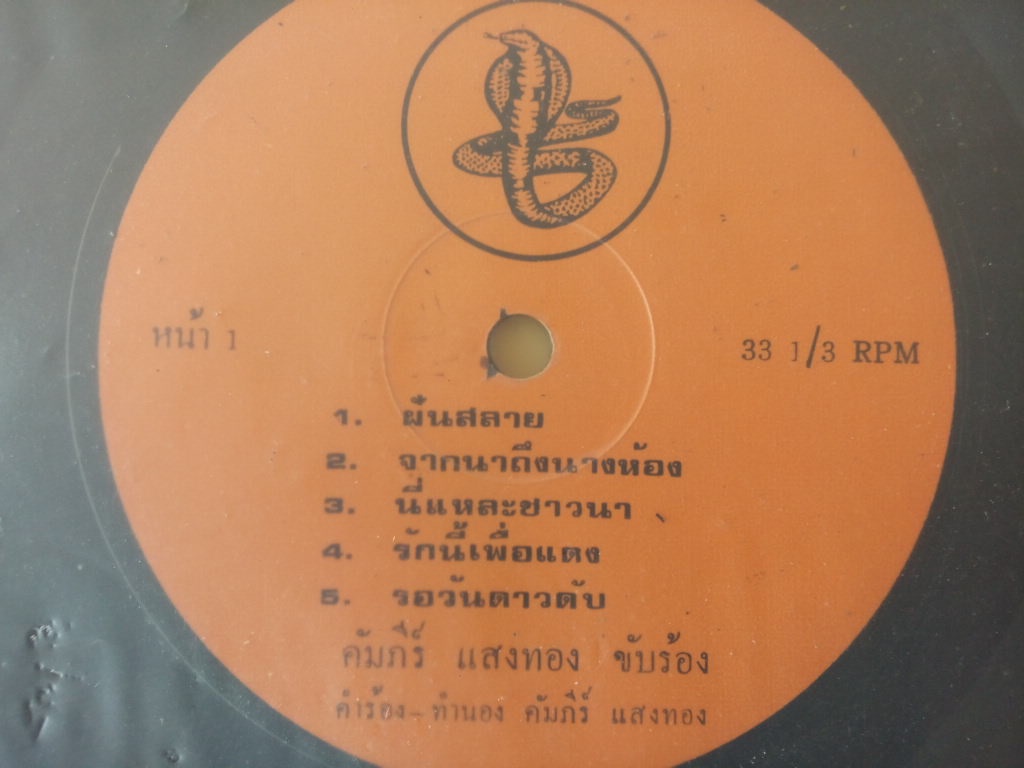 หน้า 1
33 1/3 RPM
1. ฝันสลาย
2. จากนาถึงนางห้อง
3. นี่แหละชาวนา
4. รักนี้เพื่อแตง
5. รอวันดาวดับ
คัมภีร์ แสงทอง ขับร้อง
คำร้อง - ทำนอง คัมภีร์ แสงทอง